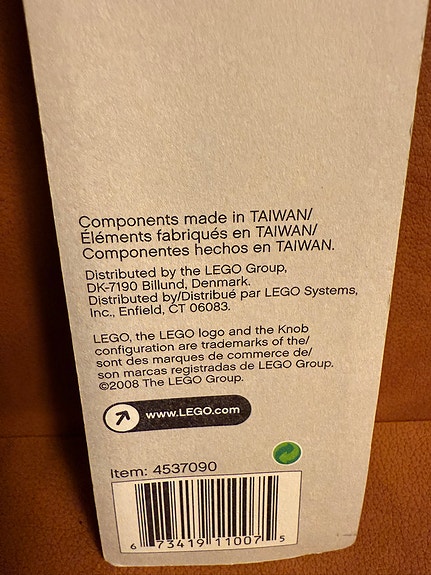 Components made in TAIWAN/
Éléments fabriqués en TAIWAN/
Componentes hechos en TAIWAN.
Distributed by the LEGO Group,
DK-7190 Billund, Denmark.
Distributed by/Distribué par LEGO Systems,
Inc., Enfield, CT 06083.
LEGO, the LEGO logo and the Knob
configuration are trademarks of the/
sont des marques de commerce de/
son marcas registradas de LEGO Group.
©2008 The LEGO Group.
www.LEGO.com
Item: 4537090
6 73419 11007 5